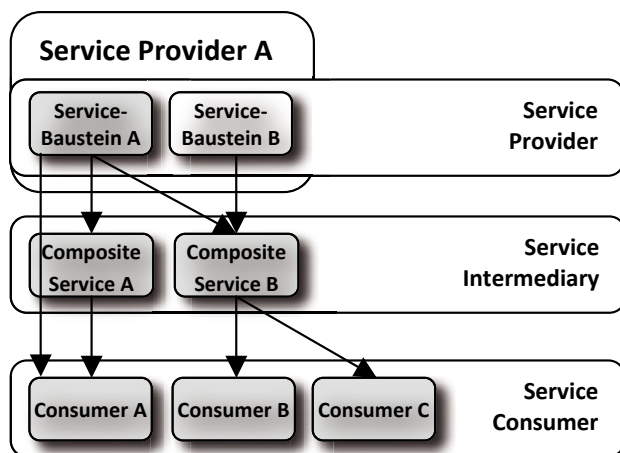 Service Provider A
Service-
Baustein A
Service-
Baustein B
Service
Provider
Composite
Service A
Composite
Service B
Service
Intermediary
Consumer A
Consumer B
Consumer C
Service
Consumer